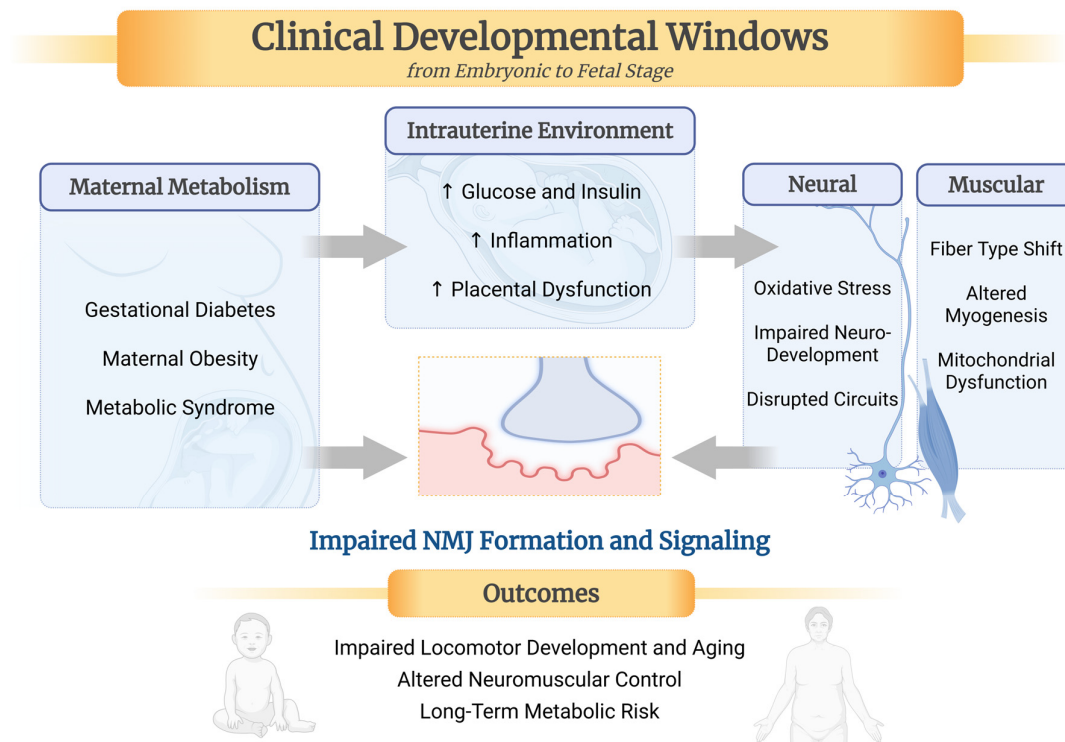 Clinical Developmental Windows
from Embryonic to Fetal Stage
Maternal Metabolism
Gestational Diabetes
Maternal Obesity
Metabolic Syndrome
Intrauterine Environment
↑ Glucose and Insulin
↑ Inflammation
↑ Placental Dysfunction
Neural
Oxidative Stress
Impaired Neuro-
Development
Disrupted Circuits
Muscular
Fiber Type Shift
Altered
Myogenesis
Mitochondrial
Dysfunction
Impaired NMJ Formation and Signaling
Outcomes
Impaired Locomotor Development and Aging
Altered Neuromuscular Control
Long-Term Metabolic Risk